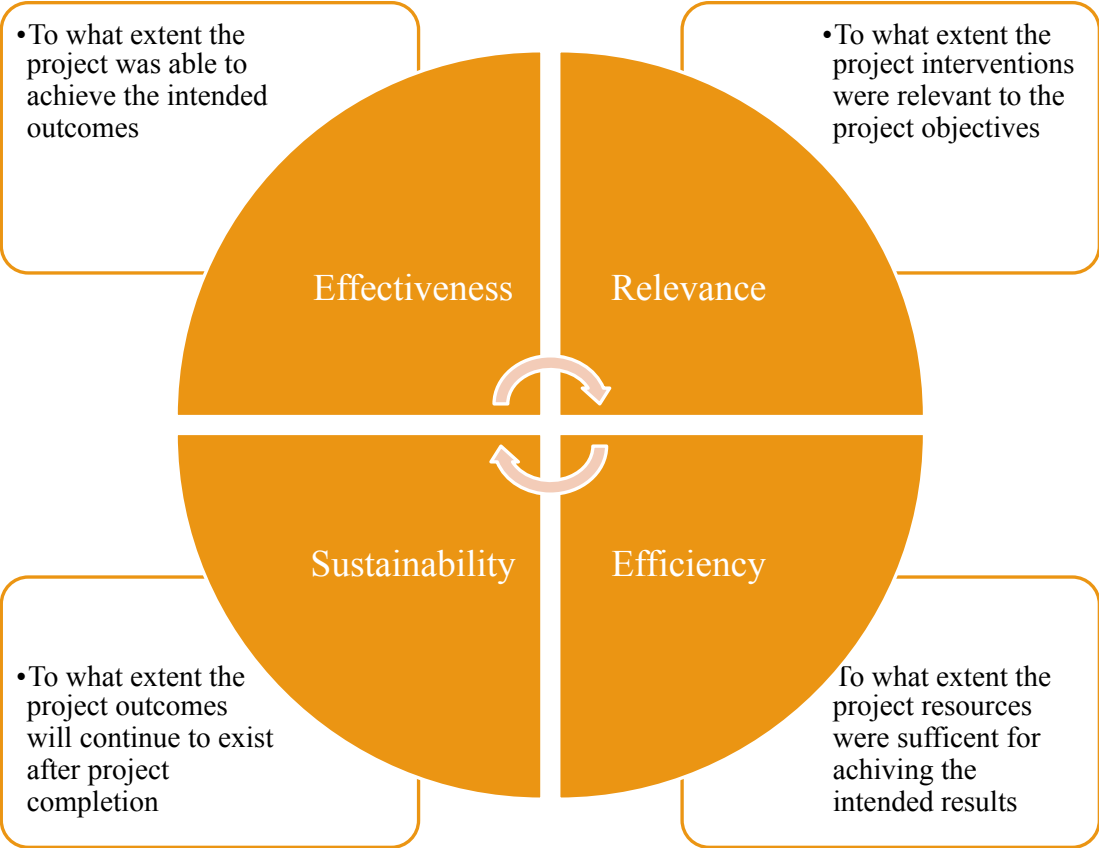 •To what extent the
project was able to
achieve the intended
outcomes
•To what extent the
project interventions
were relevant to the
project objectives
Effectiveness
Relevance
Sustainability
Efficiency
•To what extent the
project outcomes
will continue to exist
after project
completion
To what extent the
project resources
were sufficent for
achiving the
intended results